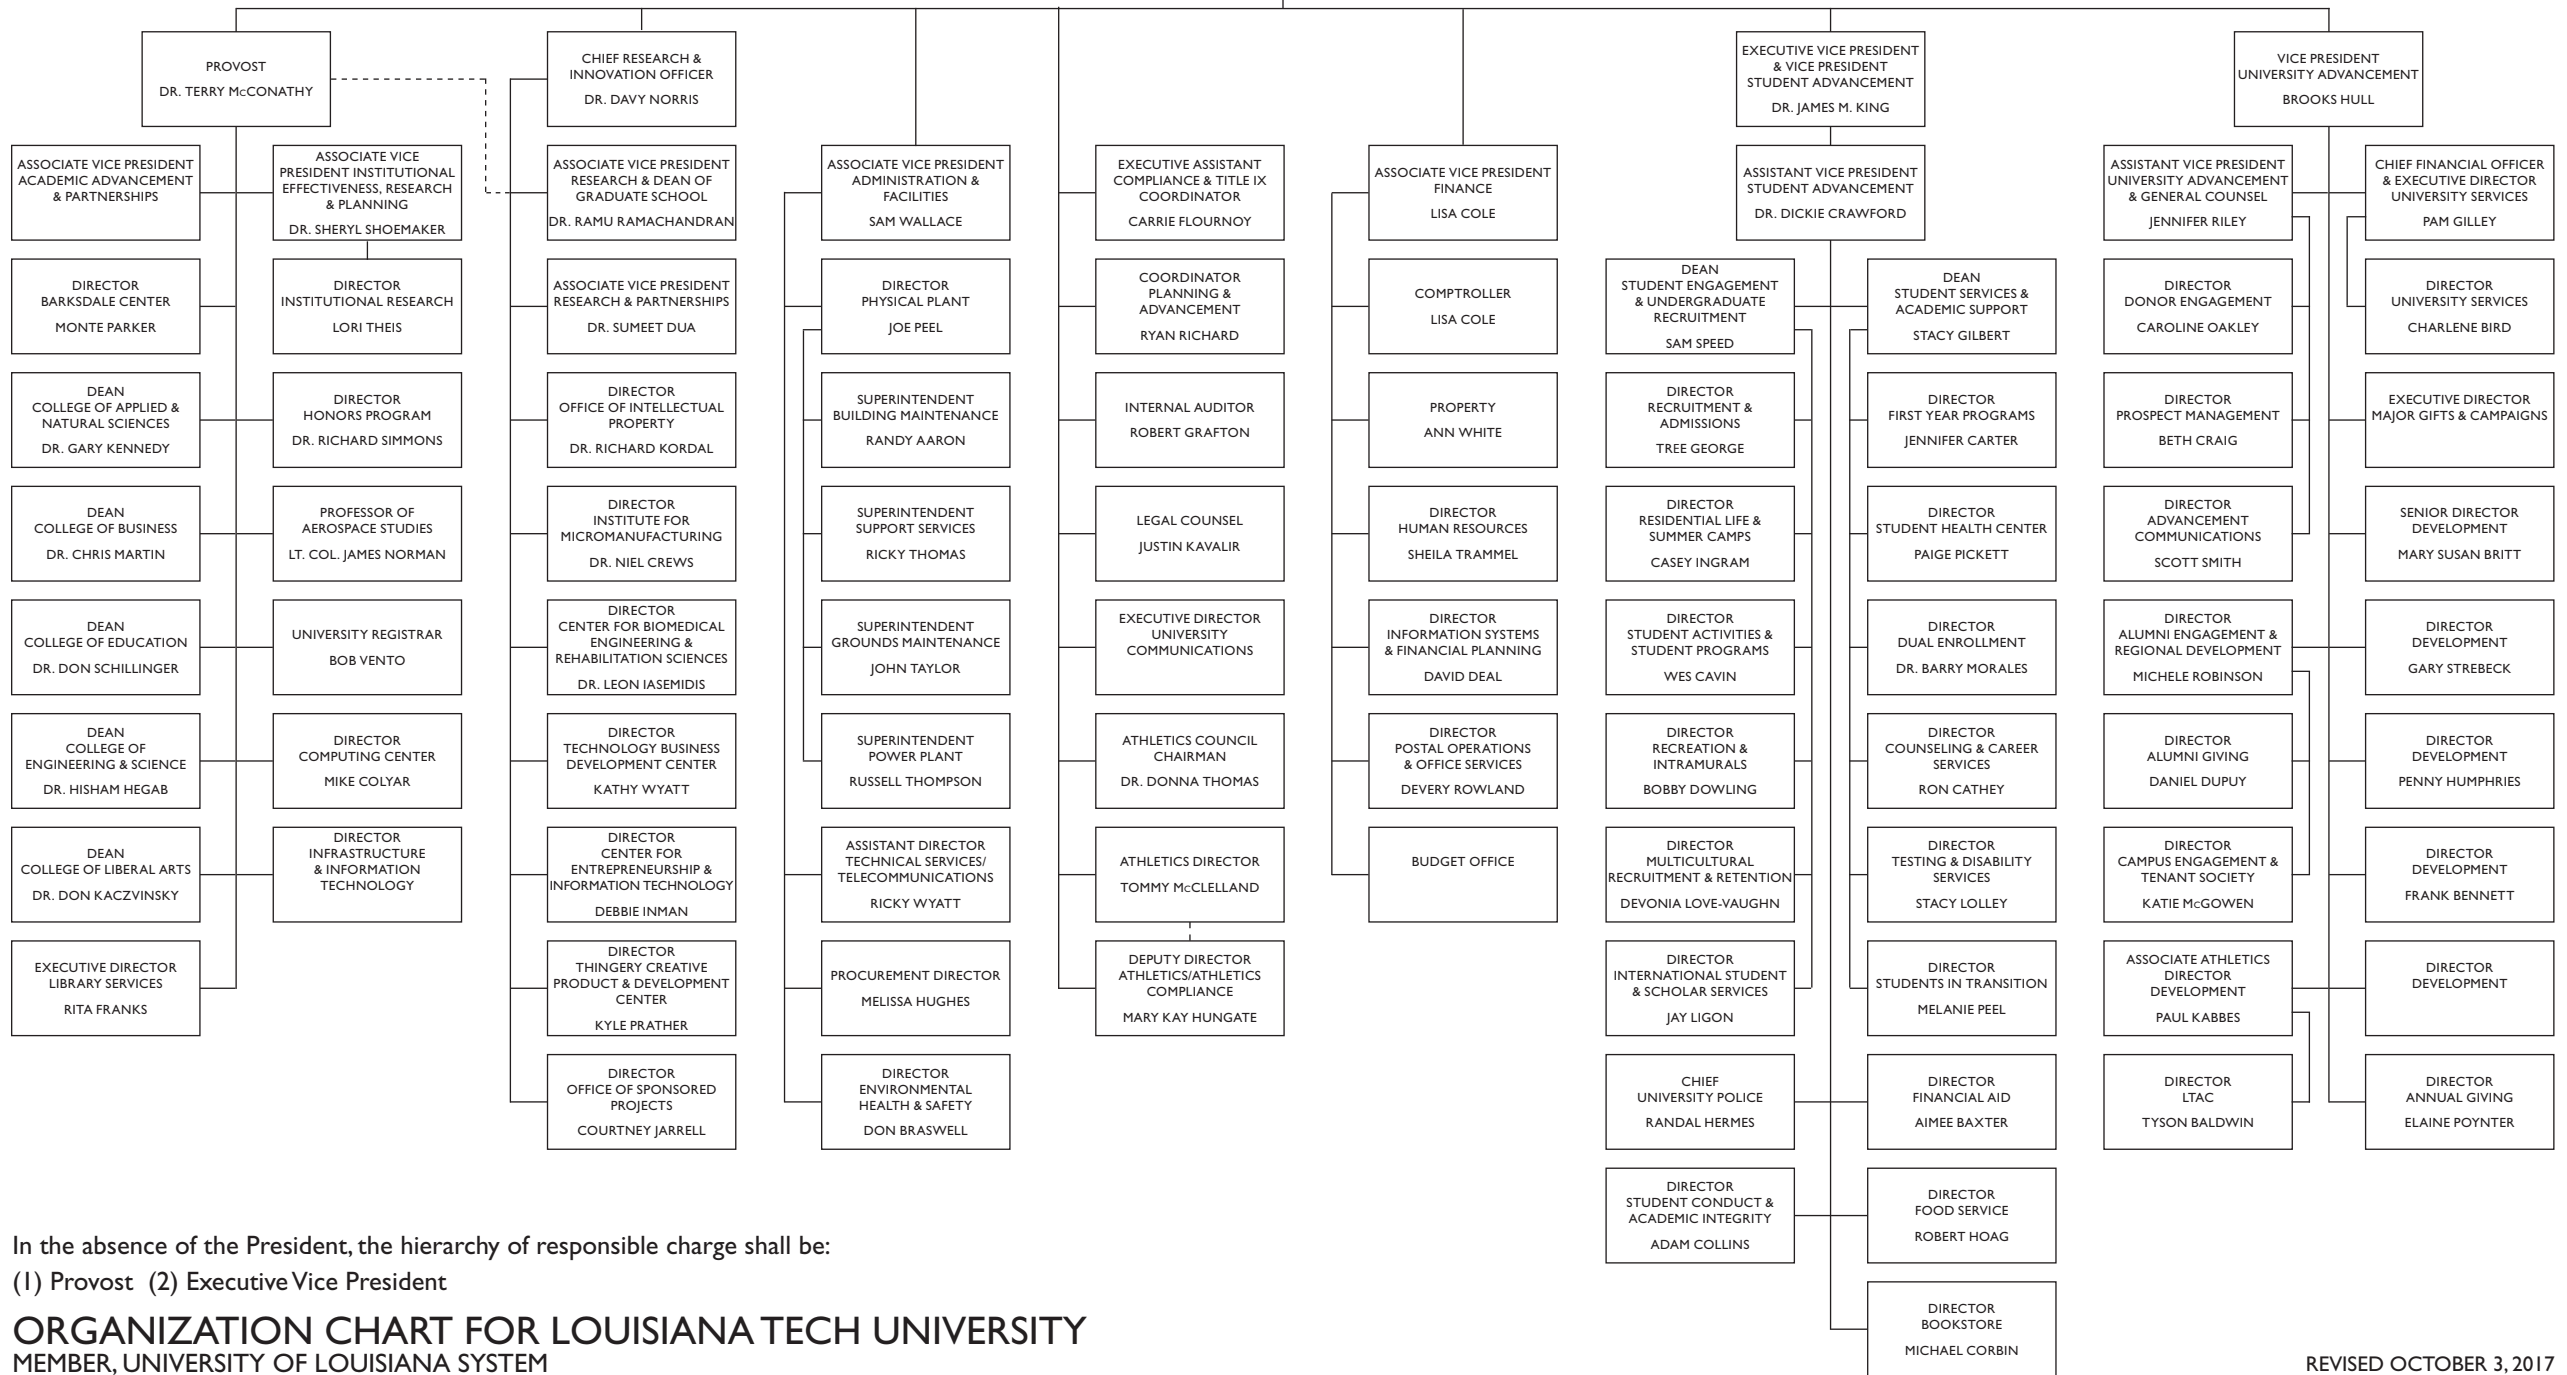 PROVOST
DR. TERRY McCONATHY
CHIEF RESEARCH &
INNOVATION OFFICER
DR. DAVY NORRIS
EXECUTIVE VICE PRESIDENT
& VICE PRESIDENT
STUDENT ADVANCEMENT
DR. JAMES M. KING
VICE PRESIDENT
UNIVERSITY ADVANCEMENT
BROOKS HULL
ASSOCIATE VICE PRESIDENT
ACADEMIC ADVANCEMENT
& PARTNERSHIPS
ASSOCIATE VICE
PRESIDENT INSTITUTIONAL
EFFECTIVENESS, RESEARCH
& PLANNING
DR. SHERYL SHOEMAKER
ASSOCIATE VICE PRESIDENT
RESEARCH & DEAN OF
GRADUATE SCHOOL
DR. RAMU RAMACHANDRAN
ASSOCIATE VICE PRESIDENT
ADMINISTRATION &
FACILITIES
SAM WALLACE
EXECUTIVE ASSISTANT
COMPLIANCE & TITLE IX
COORDINATOR
CARRIE FLOURNOY
ASSOCIATE VICE PRESIDENT
FINANCE
LISA COLE
ASSISTANT VICE PRESIDENT
STUDENT ADVANCEMENT
DR. DICKIE CRAWFORD
ASSISTANT VICE PRESIDENT
UNIVERSITY ADVANCEMENT
& GENERAL COUNSEL
JENNIFER RILEY
CHIEF FINANCIAL OFFICER
& EXECUTIVE DIRECTOR
UNIVERSITY SERVICES
PAM GILLEY
DIRECTOR
BARKSDALE CENTER
MONTE PARKER
DIRECTOR
INSTITUTIONAL RESEARCH
LORI THEIS
ASSOCIATE VICE PRESIDENT
RESEARCH & PARTNERSHIPS
DR. SUMEET DUA
DIRECTOR
PHYSICAL PLANT
JOE PEEL
COORDINATOR
PLANNING &
ADVANCEMENT
RYAN RICHARD
COMPTROLLER
LISA COLE
DEAN
STUDENT ENGAGEMENT
& UNDERGRADUATE
RECRUITMENT
SAM SPEED
DEAN
STUDENT SERVICES &
ACADEMIC SUPPORT
STACY GILBERT
DIRECTOR
DONOR ENGAGEMENT
CAROLINE OAKLEY
DIRECTOR
UNIVERSITY SERVICES
CHARLENE BIRD
DEAN
COLLEGE OF APPLIED &
NATURAL SCIENCES
DR. GARY KENNEDY
DIRECTOR
HONORS PROGRAM
DR. RICHARD SIMMONS
DIRECTOR
OFFICE OF INTELLECTUAL
PROPERTY
DR. RICHARD KORDAL
SUPERINTENDENT
BUILDING MAINTENANCE
RANDY AARON
INTERNAL AUDITOR
ROBERT GRAFTON
PROPERTY
ANN WHITE
DIRECTOR
RECRUITMENT &
ADMISSIONS
TREE GEORGE
DIRECTOR
FIRST YEAR PROGRAMS
JENNIFER CARTER
DIRECTOR
PROSPECT MANAGEMENT
BETH CRAIG
EXECUTIVE DIRECTOR
MAJOR GIFTS & CAMPAIGNS
DEAN
COLLEGE OF BUSINESS
DR. CHRIS MARTIN
PROFESSOR OF
AEROSPACE STUDIES
LT. COL. JAMES NORMAN
DIRECTOR
INSTITUTE FOR
MICROMANUFACTURING
DR. NIEL CREWS
SUPERINTENDENT
SUPPORT SERVICES
RICKY THOMAS
LEGAL COUNSEL
JUSTIN KAVALIR
DIRECTOR
HUMAN RESOURCES
SHEILA TRAMMEL
DIRECTOR
RESIDENTIAL LIFE &
SUMMER CAMPS
CASEY INGRAM
DIRECTOR
STUDENT HEALTH CENTER
PAIGE PICKETT
DIRECTOR
ADVANCEMENT
COMMUNICATIONS
SCOTT SMITH
SENIOR DIRECTOR
DEVELOPMENT
MARY SUSAN BRITT
DEAN
COLLEGE OF EDUCATION
DR. DON SCHILLINGER
UNIVERSITY REGISTRAR
BOB VENTO
DIRECTOR
CENTER FOR BIOMEDICAL
ENGINEERING &
REHABILITATION SCIENCES
DR. LEON IASEMIDIS
SUPERINTENDENT
GROUNDS MAINTENANCE
JOHN TAYLOR
EXECUTIVE DIRECTOR
UNIVERSITY
COMMUNICATIONS
DIRECTOR
INFORMATION SYSTEMS
& FINANCIAL PLANNING
DAVID DEAL
DIRECTOR
STUDENT ACTIVITIES &
STUDENT PROGRAMS
WES CAVIN
DIRECTOR
DUAL ENROLLMENT
DR. BARRY MORALES
DIRECTOR
ALUMNI ENGAGEMENT &
REGIONAL DEVELOPMENT
MICHELE ROBINSON
DIRECTOR
DEVELOPMENT
GARY STREBECK
DEAN
COLLEGE OF
ENGINEERING & SCIENCE
DR. HISHAM HEGAB
DIRECTOR
COMPUTING CENTER
MIKE COLYAR
DIRECTOR
TECHNOLOGY BUSINESS
DEVELOPMENT CENTER
KATHY WYATT
SUPERINTENDENT
POWER PLANT
RUSSELL THOMPSON
ATHLETICS COUNCIL
CHAIRMAN
DR. DONNA THOMAS
DIRECTOR
POSTAL OPERATIONS
& OFFICE SERVICES
DEVERY ROWLAND
DIRECTOR
RECREATION &
INTRAMURALS
BOBBY DOWLING
DIRECTOR
COUNSELING & CAREER
SERVICES
RON CATHEY
DIRECTOR
ALUMNI GIVING
DANIEL DUPUY
DIRECTOR
DEVELOPMENT
PENNY HUMPHRIES
DEAN
COLLEGE OF LIBERAL ARTS
DR. DON KACZVINSKY
DIRECTOR
INFRASTRUCTURE
& INFORMATION
TECHNOLOGY
DIRECTOR
CENTER FOR
ENTREPRENEURSHIP &
INFORMATION TECHNOLOGY
DEBBIE INMAN
ASSISTANT DIRECTOR
TECHNICAL SERVICES/
TELECOMMUNICATIONS
RICKY WYATT
ATHLETICS DIRECTOR
TOMMY McCLELLAND
BUDGET OFFICE
DIRECTOR
MULTICULTURAL
RECRUITMENT & RETENTION
DEVONIA LOVE-VAUGHN
DIRECTOR
TESTING & DISABILITY
SERVICES
STACY LOLLEY
DIRECTOR
CAMPUS ENGAGEMENT &
TENANT SOCIETY
KATIE McGOWEN
DIRECTOR
DEVELOPMENT
FRANK BENNETT
EXECUTIVE DIRECTOR
LIBRARY SERVICES
RITA FRANKS
DIRECTOR
THINGERY CREATIVE
PRODUCT & DEVELOPMENT
CENTER
KYLE PRATHER
PROCUREMENT DIRECTOR
MELISSA HUGHES
DEPUTY DIRECTOR
ATHLETICS/ATHLETICS
COMPLIANCE
MARY KAY HUNGATE
DIRECTOR
INTERNATIONAL STUDENT
& SCHOLAR SERVICES
JAY LIGON
DIRECTOR
STUDENTS IN TRANSITION
MELANIE PEEL
ASSOCIATE ATHLETICS
DIRECTOR
DEVELOPMENT
PAUL KABBES
DIRECTOR
DEVELOPMENT
DIRECTOR
OFFICE OF SPONSORED
PROJECTS
COURTNEY JARRELL
DIRECTOR
ENVIRONMENTAL
HEALTH & SAFETY
DON BRASWELL
CHIEF
UNIVERSITY POLICE
RANDAL HERMES
DIRECTOR
FINANCIAL AID
AIMEE BAXTER
DIRECTOR
LTAC
TYSON BALDWIN
DIRECTOR
ANNUAL GIVING
ELAINE POYNTER
DIRECTOR
STUDENT CONDUCT &
ACADEMIC INTEGRITY
ADAM COLLINS
DIRECTOR
FOOD SERVICE
ROBERT HOAG
DIRECTOR
BOOKSTORE
MICHAEL CORBIN
In the absence of the President, the hierarchy of responsible charge shall be:
(1) Provost (2) Executive Vice President
ORGANIZATION CHART FOR LOUISIANA TECH UNIVERSITY
MEMBER, UNIVERSITY OF LOUISIANA SYSTEM
REVISED OCTOBER 3, 2017